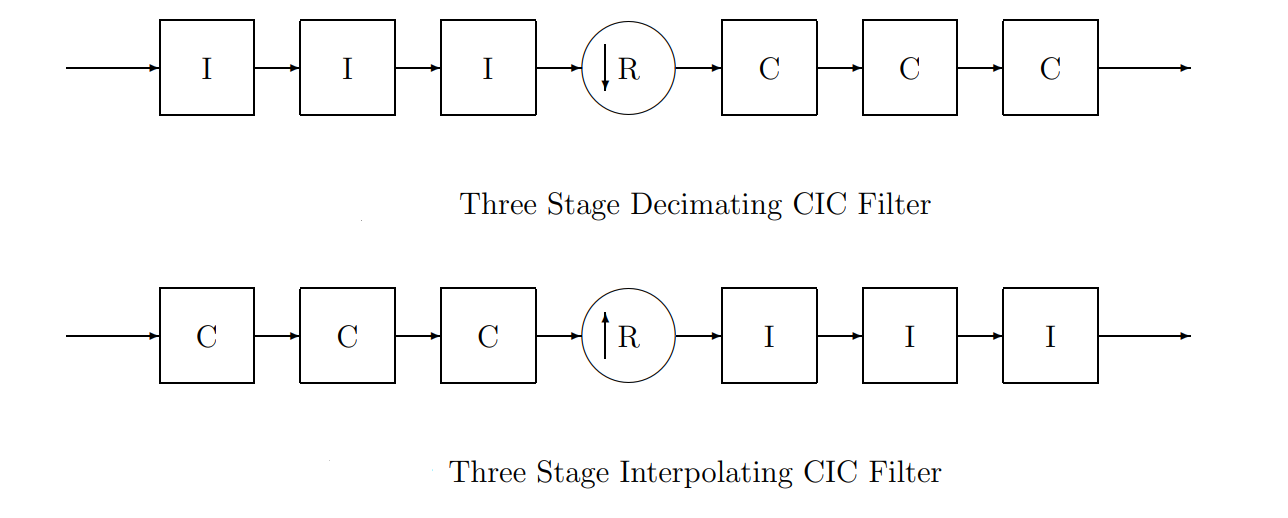 I I I R C C C
Three Stage Decimating CIC Filter
C C C R I I I
Three Stage Interpolating CIC Filter